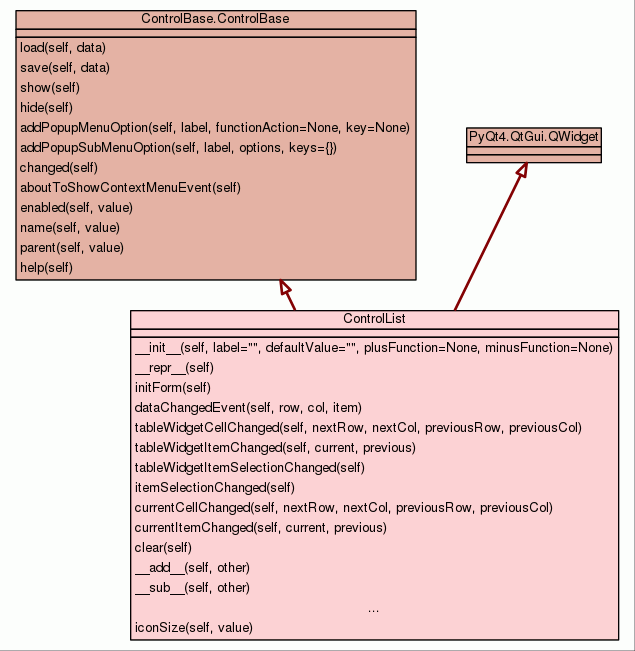 ControlBase.ControlBase
load(self, data)
save(self, data)
show(self)
hide(self)
addPopupMenuOption(self, label, functionAction=None, key=None)
addPopupSubMenuOption(self, label, options, keys={})
changed(self)
aboutToShowContextMenuEvent(self)
enabled(self, value)
name(self, value)
parent(self, value)
help(self)
PyQt4.QtGui.QWidget
ControlList
__init__(self, label="", defaultValue="", plusFunction=None, minusFunction=None)
__repr__(self)
initForm(self)
dataChangedEvent(self, row, col, item)
tableWidgetCellChanged(self, nextRow, nextCol, previousRow, previousCol)
tableWidgetItemChanged(self, current, previous)
tableWidgetItemSelectionChanged(self)
itemSelectionChanged(self)
currentCellChanged(self, nextRow, nextCol, previousRow, previousCol)
currentItemChanged(self, current, previous)
clear(self)
__add__(self, other)
__sub__(self, other)
...
iconSize(self, value)